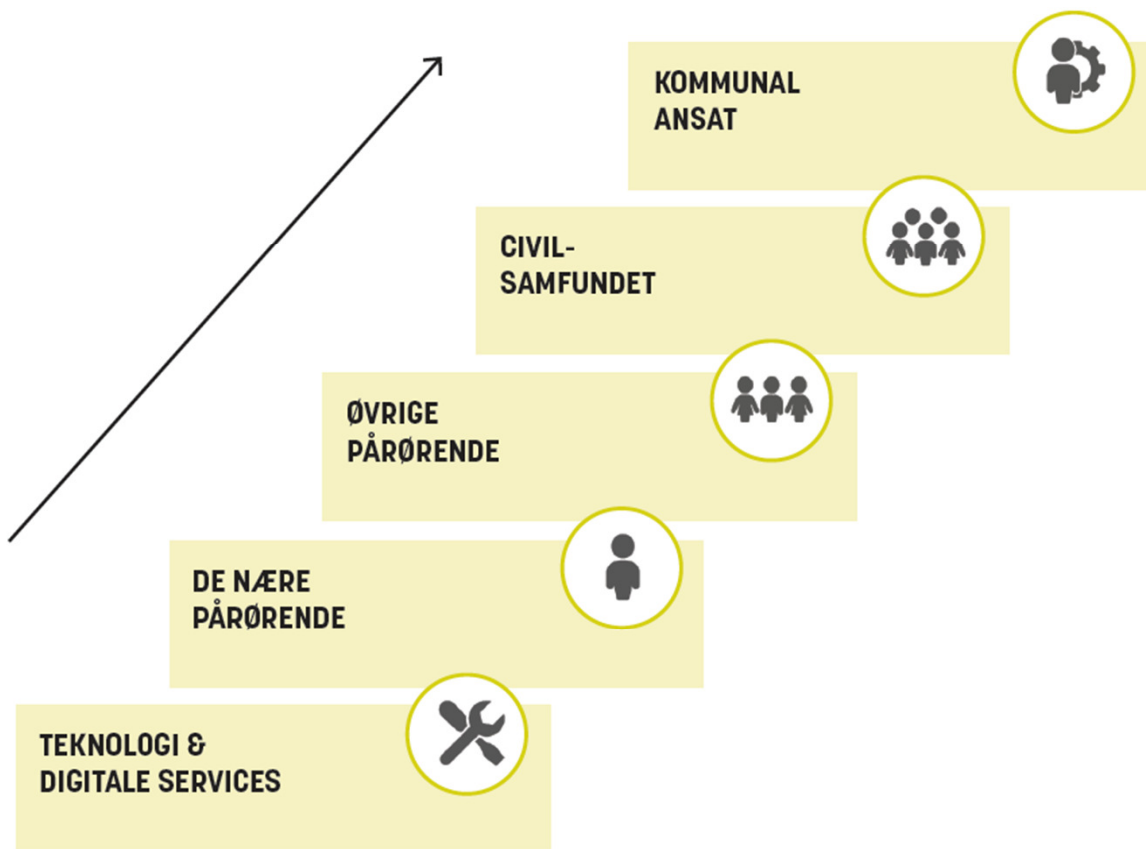 KOMMUNAL
ANSAT
CIVIL-
SAMFUNDET
ØVRIGE
PÅRØRENDE
DE NÆRE
PÅRØRENDE
TEKNOLOGI &
DIGITALE SERVICES